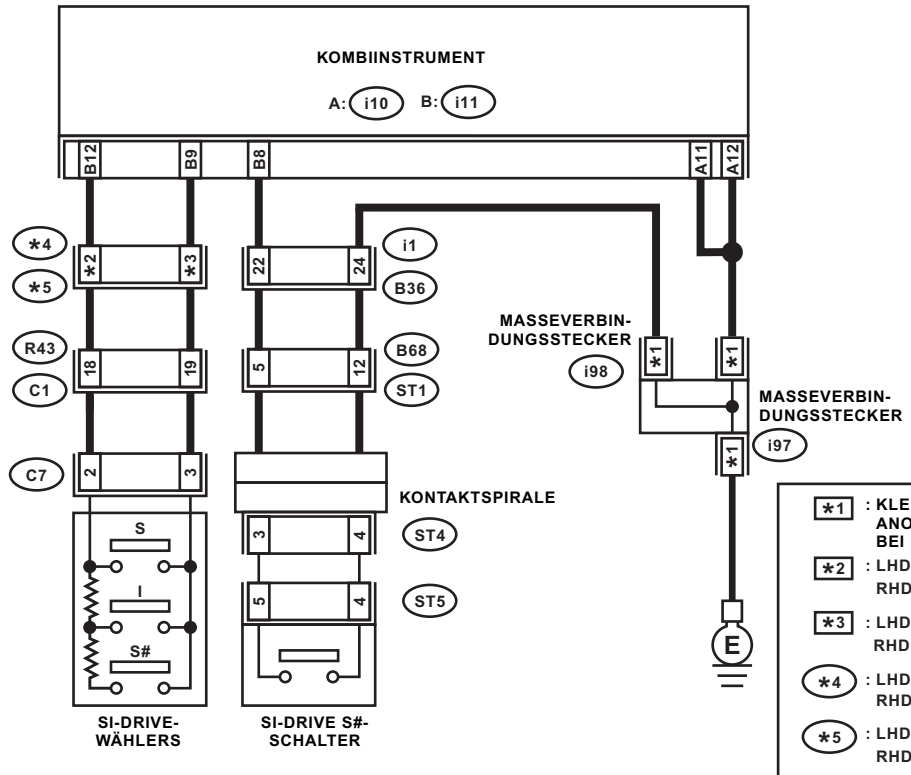 KOMBIINSTRUMENT
A: i10 B: i11
B12 B9 B8 A11 A12
*4 *2 *3 22 24 i1
*5 B36
R43 18 19 5 12 B68
C1 ST1
MASSEVERBIN-
DUNGSSTECKER
i98
*1 *1
MASSEVERBIN-
DUNGSSTECKER
*1 i97
C7 2 3
KONTAKTSPIRALE
3 4 ST4
5 4 ST5
S
I
S#
SI-DRIVE-
WÄHLERS
SI-DRIVE S#-
SCHALTER
E
*1 : KLE
ANO
BEI
*2 : LHD
RHD
*3 : LHD
RHD
*4 : LHD
RHD
*5 : LHD
RHD